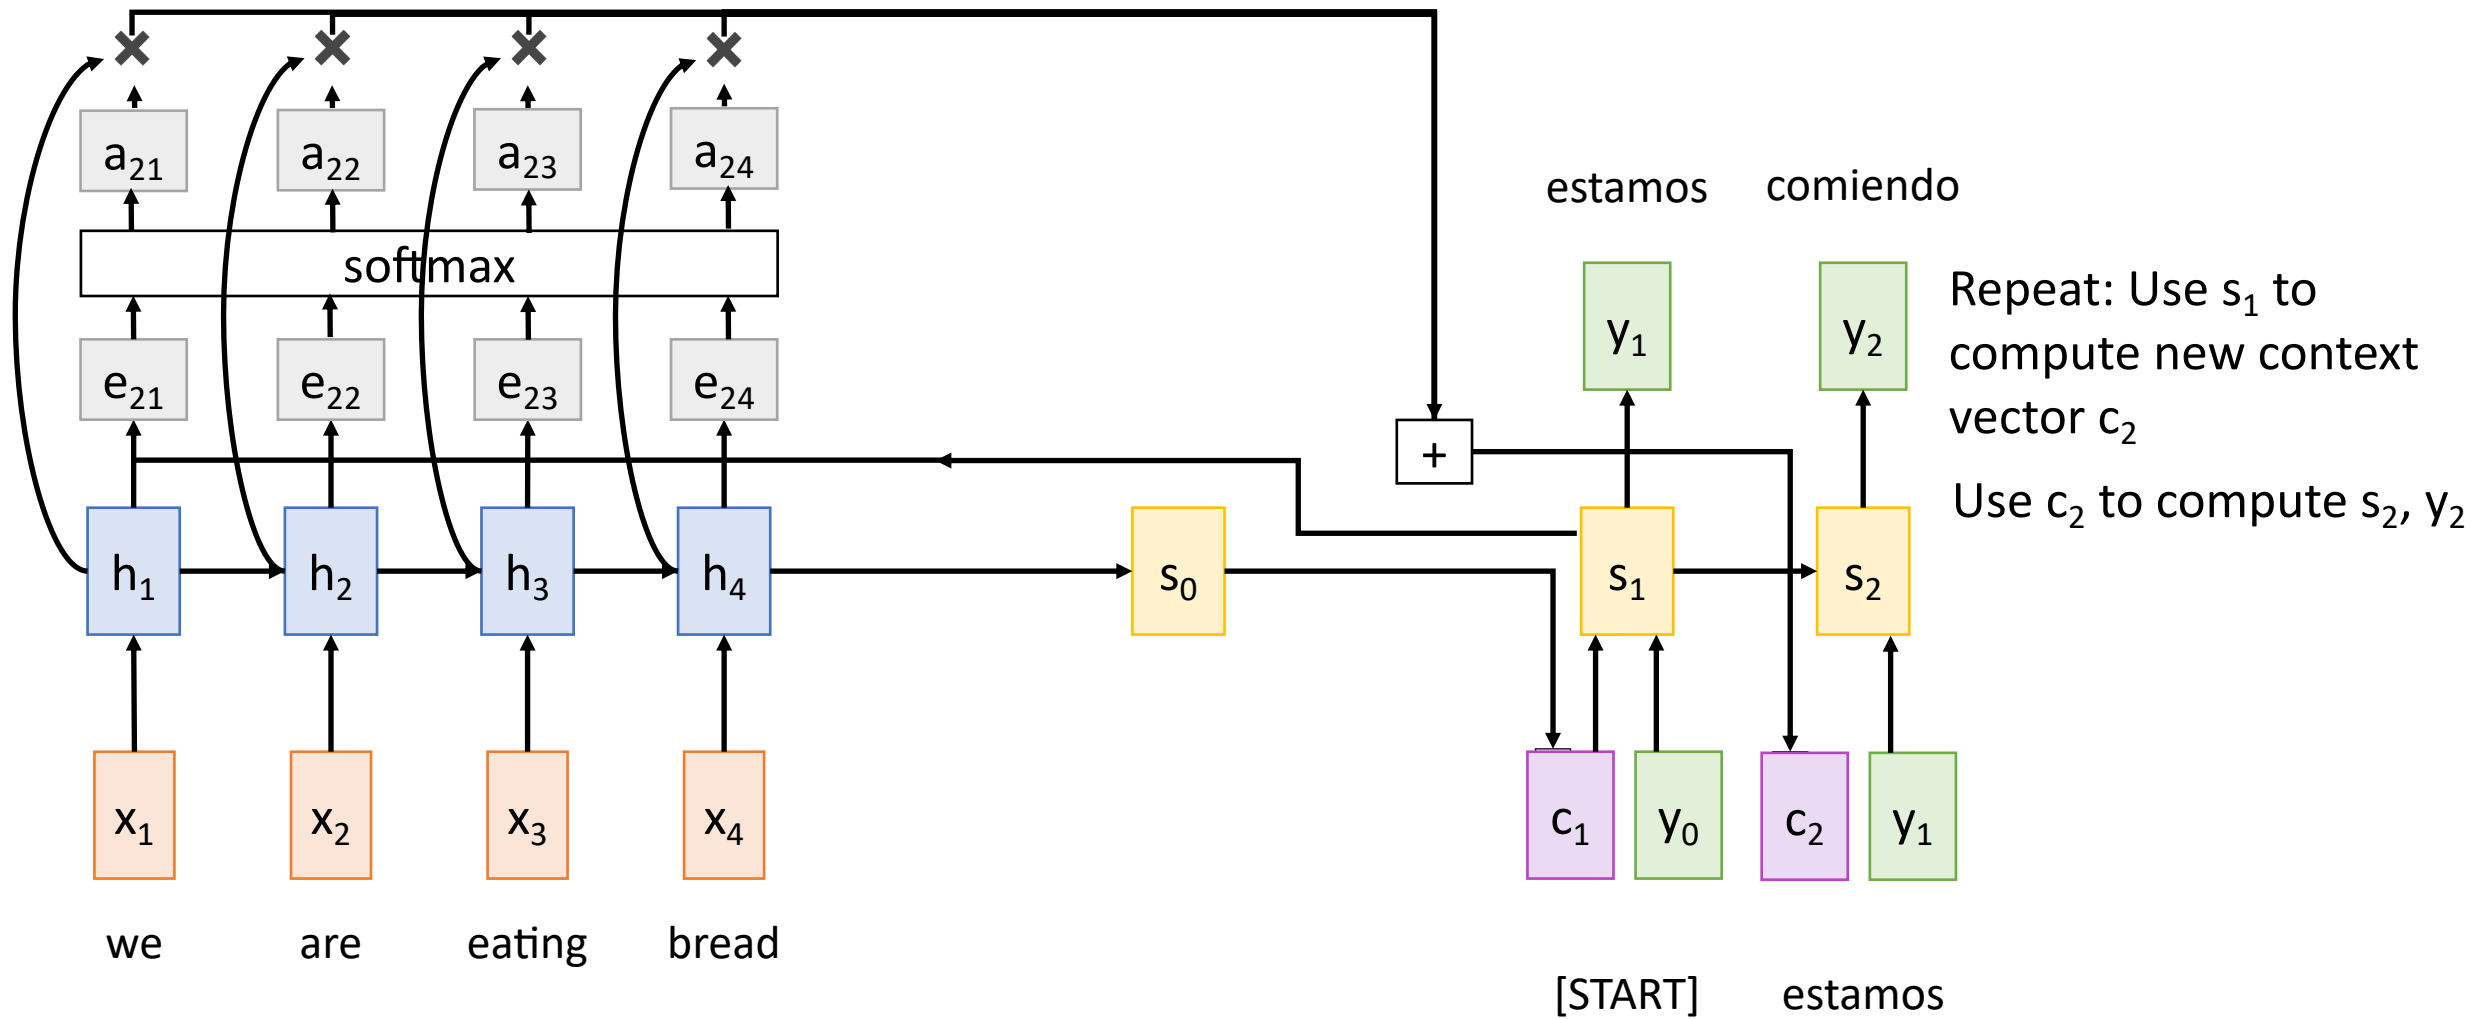 a21 a22 a23 a24
estamos comiendo
softmax
Repeat: Use s1 to
compute new context
vector c2
y1 y2
e21 e22 e23 e24
+
Use c2 to compute s2, y2
h1 h2 h3 h4 s0 s1 s2
x1 x2 x3 x4 c1 y0 c2 y1
we are eating bread
[START] estamos